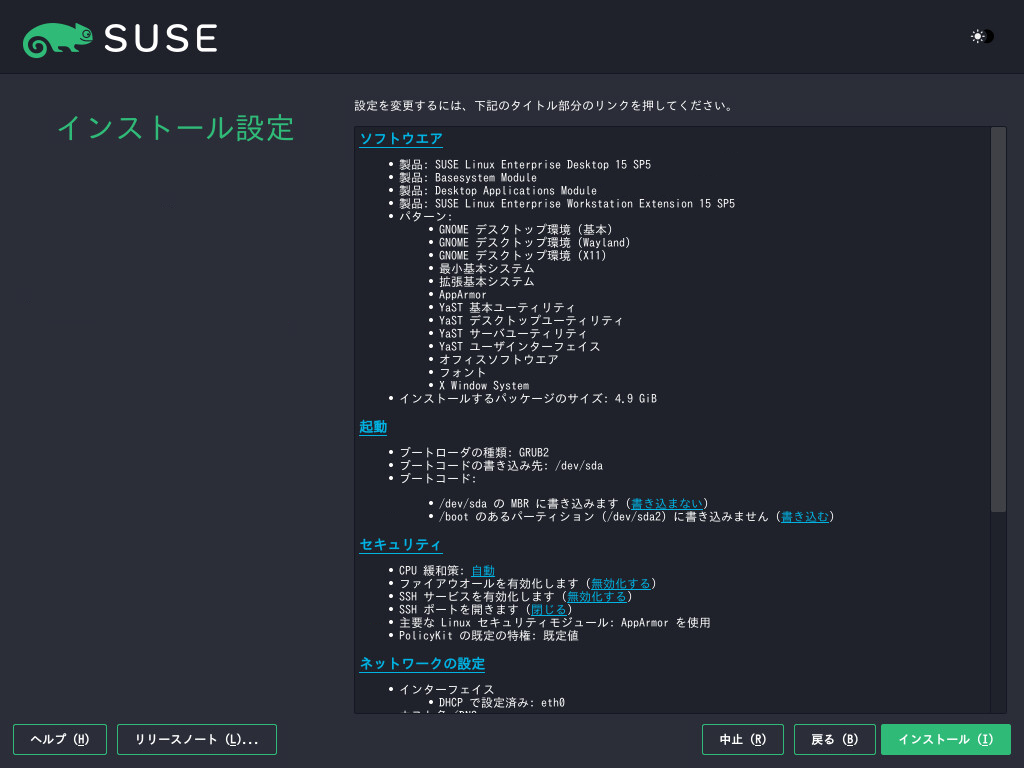 SUSE
インストール設定
設定を変更するには、下記のタイトル部分のリンクを押してください。
ソフトウエア
製品: SUSE Linux Enterprise Desktop 15 SP5
製品: Basesystem Module
製品: Desktop Applications Module
製品: SUSE Linux Enterprise Workstation Extension 15 SP5
パターン:
GNOME デスクトップ環境 (基本)
GNOME デスクトップ環境 (Wayland)
GNOME デスクトップ環境 (X11)
最小基本システム
拡張基本システム
AppArmor
YaST 基本ユーティリティ
YaST デスクトップユーティリティ
YaST サーバユーティリティ
YaST ユーザインターフェイス
オフィスソフトウエア
フォント
X Window System
インストールするパッケージのサイズ: 4.9 GiB
起動
ブートローダの種類: GRUB2
ブートコードの書き込み先: /dev/sda
ブートコード:
/dev/sda の MBR に書き込みます (書き込まない)
/boot のあるパーティション (/dev/sda2) に書き込みません (書き込む)
セキュリティ
CPU 緩和策: 自動
ファイアウオールを有効化します (無効化する)
SSH サービスを有効化します (無効化する)
SSH ポートを開きます (閉じる)
主要な Linux セキュリティモジュール: AppArmor を使用
PolicyKit の既定の特権: 既定値
ネットワークの設定
インターフェイス
DHCP で設定済み: eth0
ヘルプ (H)
リリースノート (L)...
中止 (R)
戻る (B)
インストール (I)